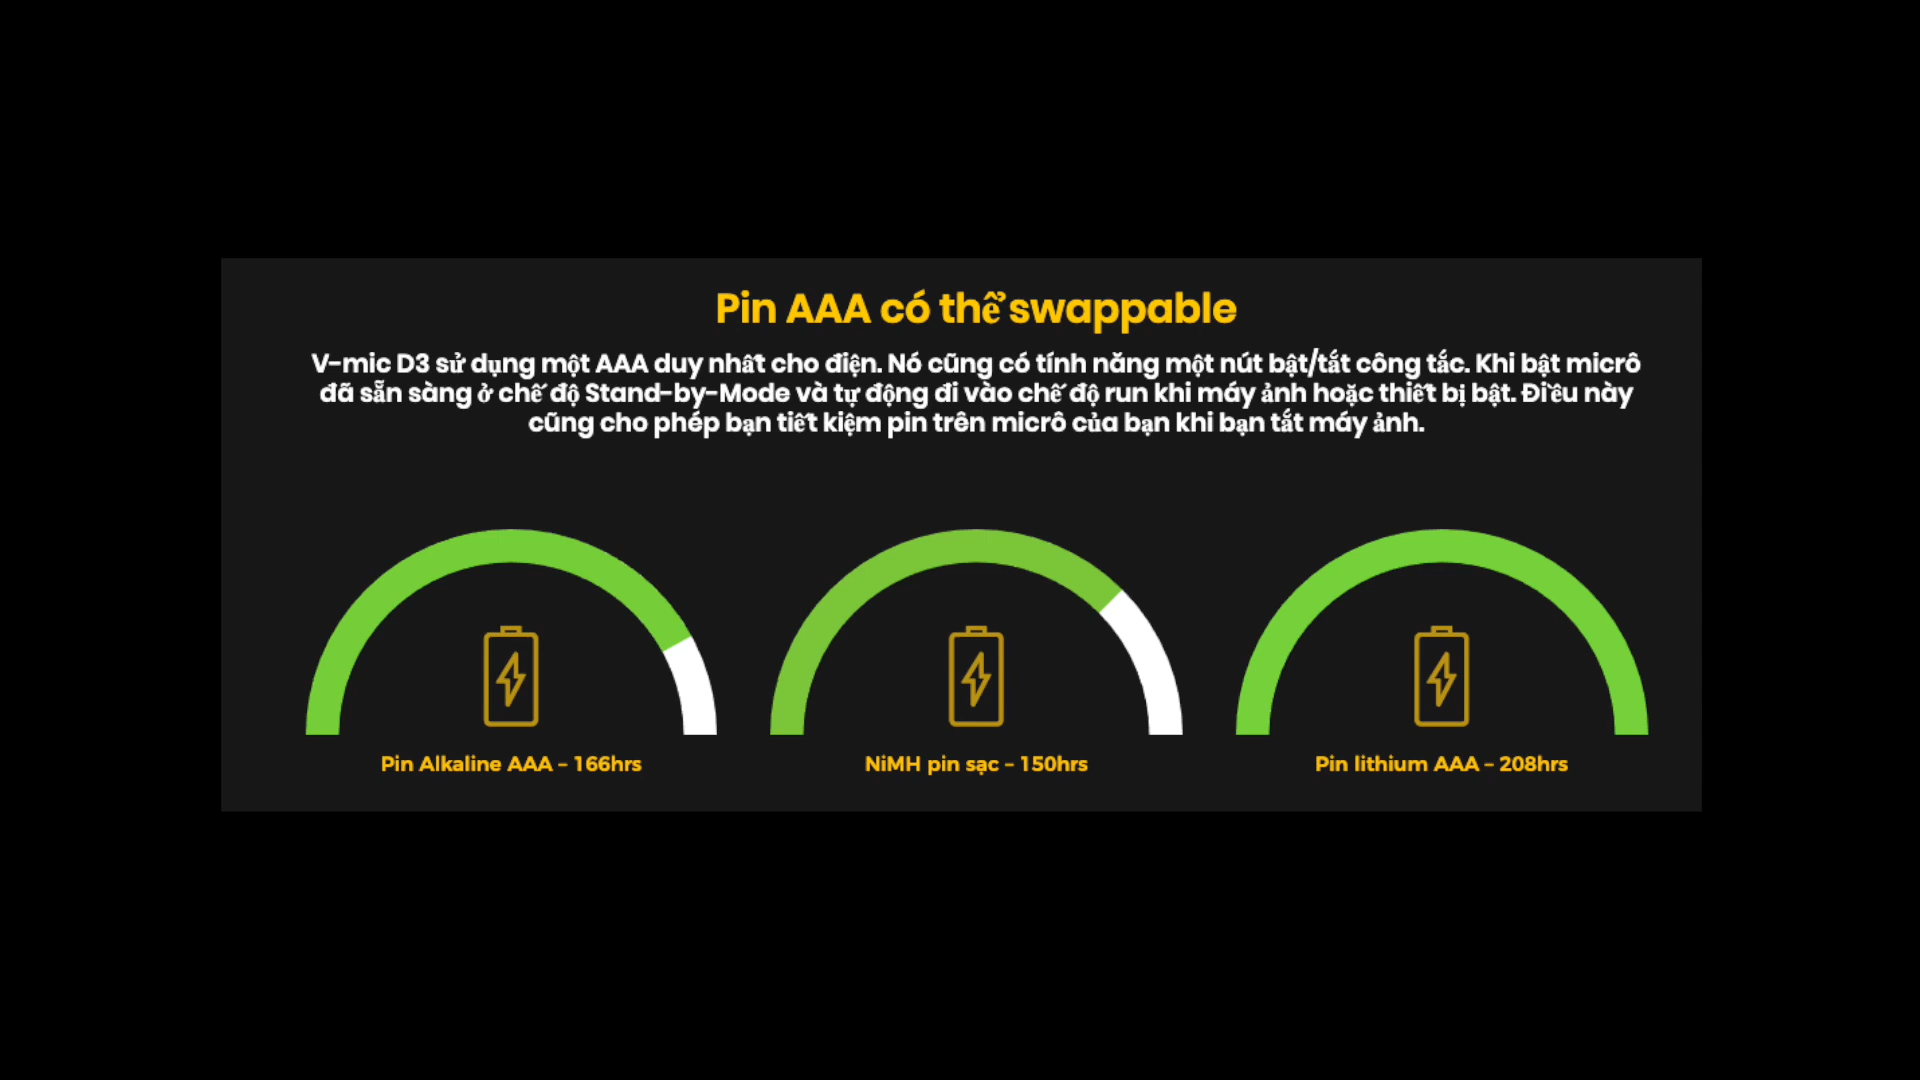 Pin AAA có thể swappable
V-mic D3 sử dụng một AAA duy nhất cho điện. Nó cũng có tính năng một nút bật/tắt công tắc. Khi bật micrô
đã sẵn sàng ở chế độ Stand-by-Mode và tự động đi vào chế độ run khi máy ảnh hoặc thiết bị bật. Điều này
cũng cho phép bạn tiết kiệm pin trên micrô của bạn khi bạn tắt máy ảnh.
Pin Alkaline AAA – 166hrs
NiMH pin sạc – 150hrs
Pin lithium AAA – 208hrs